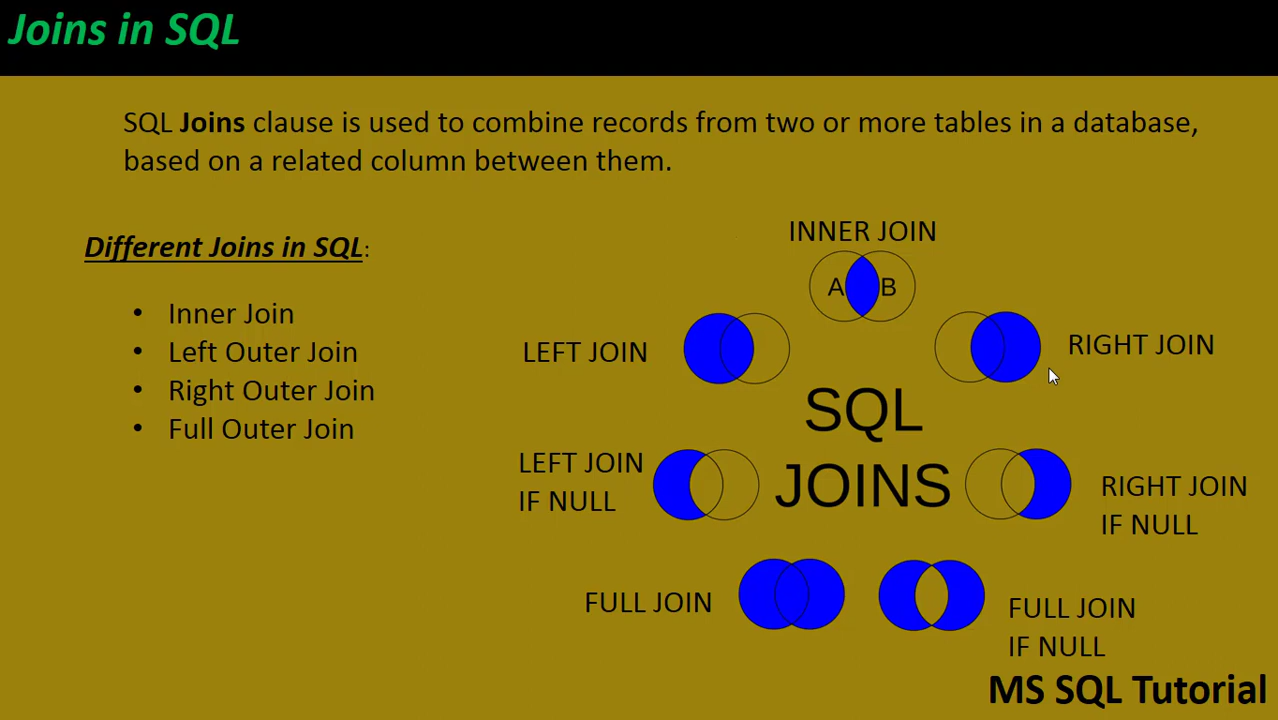 Joins in SQL
SQL Joins clause is used to combine records from two or more tables in a database,
based on a related column between them.
Different Joins in SQL:
• Inner Join
• Left Outer Join
• Right Outer Join
• Full Outer Join
INNER JOIN
A B
LEFT JOIN
RIGHT JOIN
SQL
JOINS
LEFT JOIN
IF NULL
RIGHT JOIN
IF NULL
FULL JOIN
FULL JOIN
IF NULL
MS SQL Tutorial